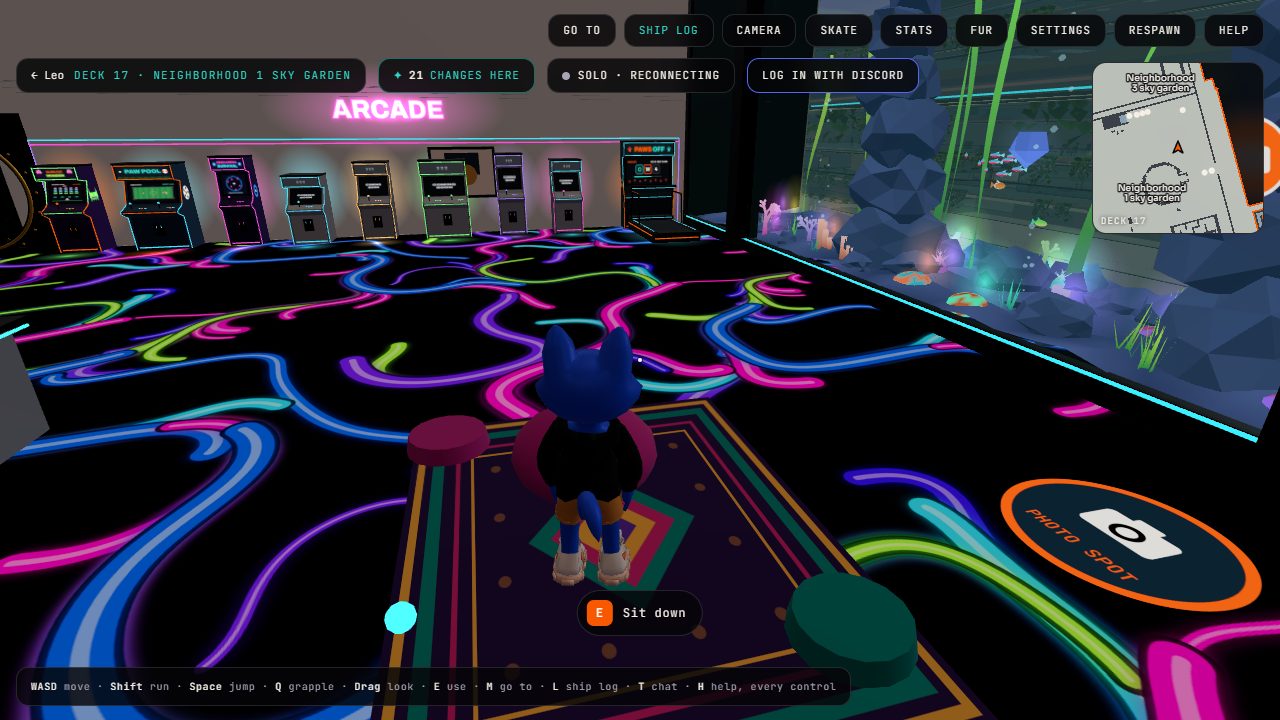 GO TO
SHIP LOG
CAMERA
SKATE
STATS
FUR
SETTINGS
RESPAWN
HELP
← Leo DECK 17 · NEIGHBORHOOD 1 SKY GARDEN
✦ 21 CHANGES HERE
SOLO · RECONNECTING
LOG IN WITH DISCORD
Neighborhood
3 sky garden
Neighborhood
1 sky garden
DECK 17
ARCADE
PAW POOL
PAWS OFF
PHOTO SPOT
E Sit down
WASD move · Shift run · Space jump · Q grapple · Drag look · E use · M go to · L ship log · T chat · H help, every control